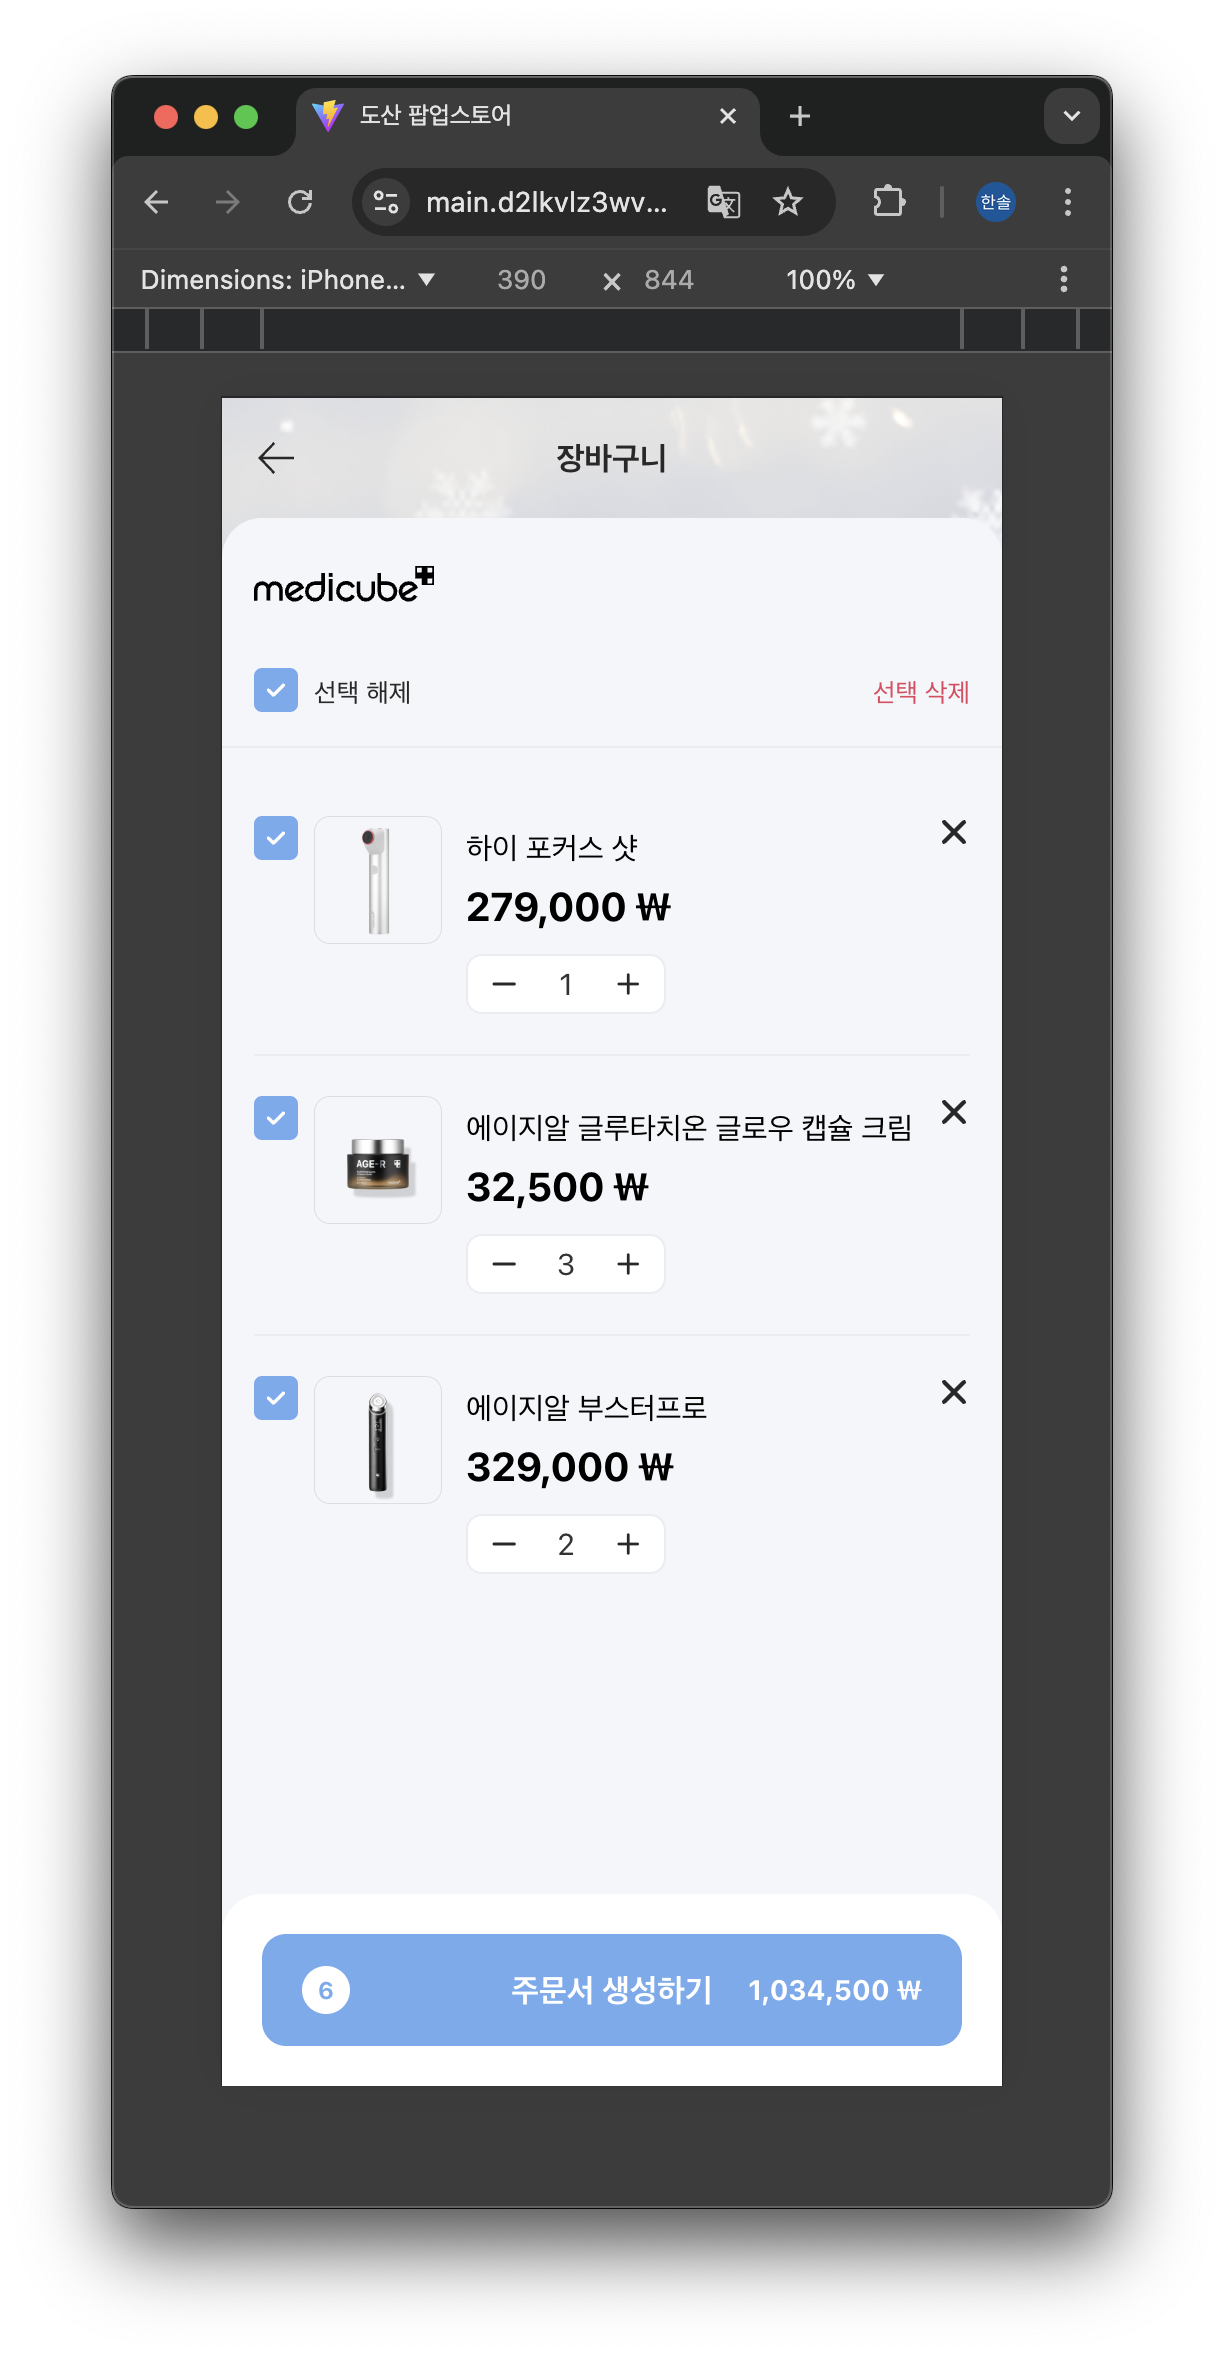 도산 팝업스토어
main.d2lkvlz3wv...
한솔
Dimensions: iPhone... 390 × 844 100%
장바구니
medicube
선택 해제 선택 삭제
하이 포커스 샷
279,000 ₩
1
에이지알 글루타치온 글로우 캡슐 크림
AGE-R
32,500 ₩
3
에이지알 부스터프로
329,000 ₩
2
6 주문서 생성하기 1,034,500 ₩